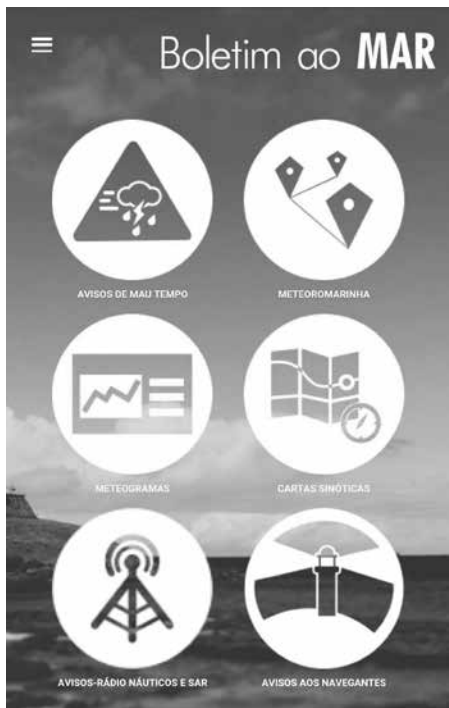 Boletim ao MAR
AVISOS DE MAU TEMPO
METEOROMARINHA
METEOGRAMAS
CARTAS SINÓTICAS
AVISOS-RÁDIO NÁUTICOS E SAR
AVISOS AOS NAVEGANTES